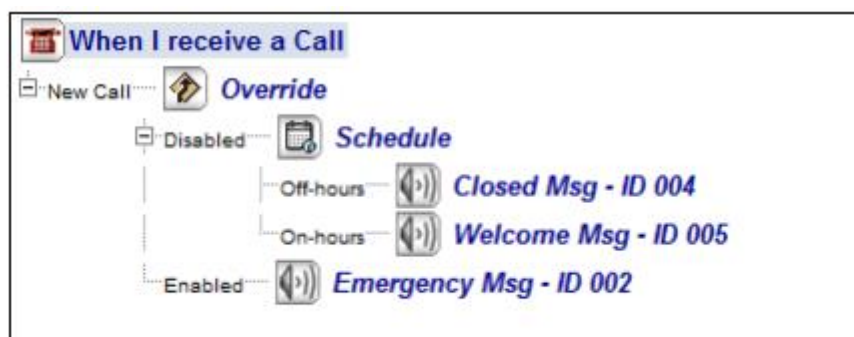 When I receive a Call
New Call Override
Disabled Schedule
Off-hours Closed Msg - ID 004
On-hours Welcome Msg - ID 005
Enabled Emergency Msg - ID 002